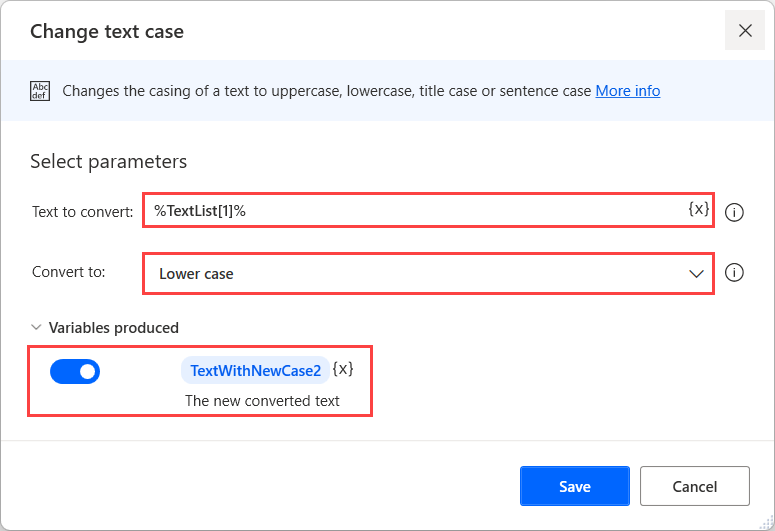 Change text case
Abc
def
Changes the casing of a text to uppercase, lowercase, title case or sentence case More info
Select parameters
Text to convert: %TextList[1]% {x}
Convert to: Lower case
Variables produced
TextWithNewCase2 {x}
The new converted text
Save Cancel